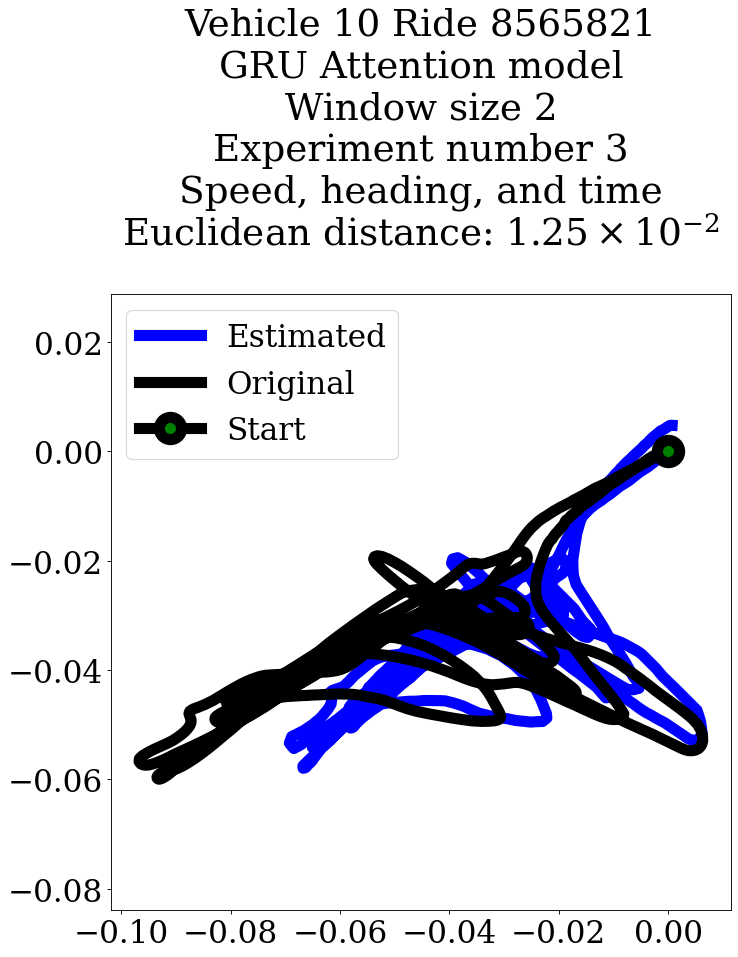 Vehicle 10 Ride 8565821
GRU Attention model
Window size 2
Experiment number 3
Speed, heading, and time
Euclidean distance: 1.25 × 10⁻²
Estimated
Original
Start
0.02
0.00
−0.02
−0.04
−0.06
−0.08
−0.10 −0.08 −0.06 −0.04 −0.02 0.00